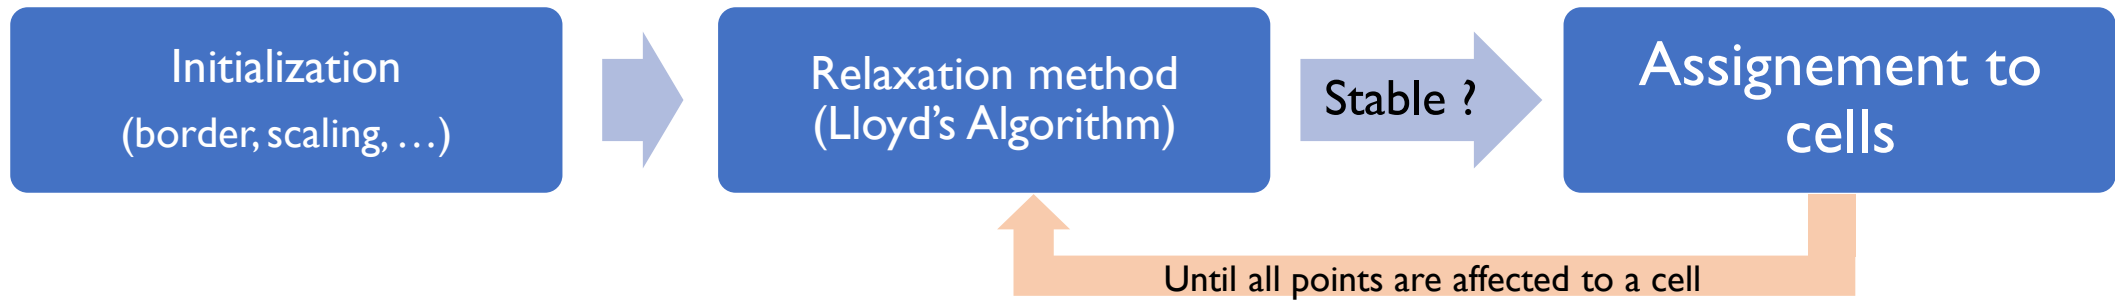 Initialization
(border, scaling, …)
Relaxation method
(Lloyd’s Algorithm)
Stable ?
Assignement to
cells
Until all points are affected to a cell